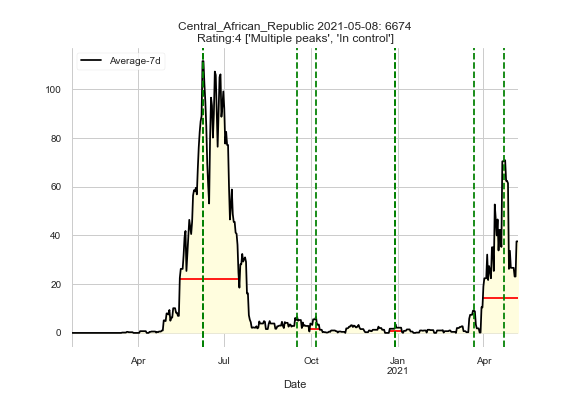 Central_African_Republic 2021-05-08: 6674
Rating:4 ['Multiple peaks', 'In control']
Average-7d
100
80
60
40
20
0
Apr
Jul
Oct
Jan
2021
Apr
Date